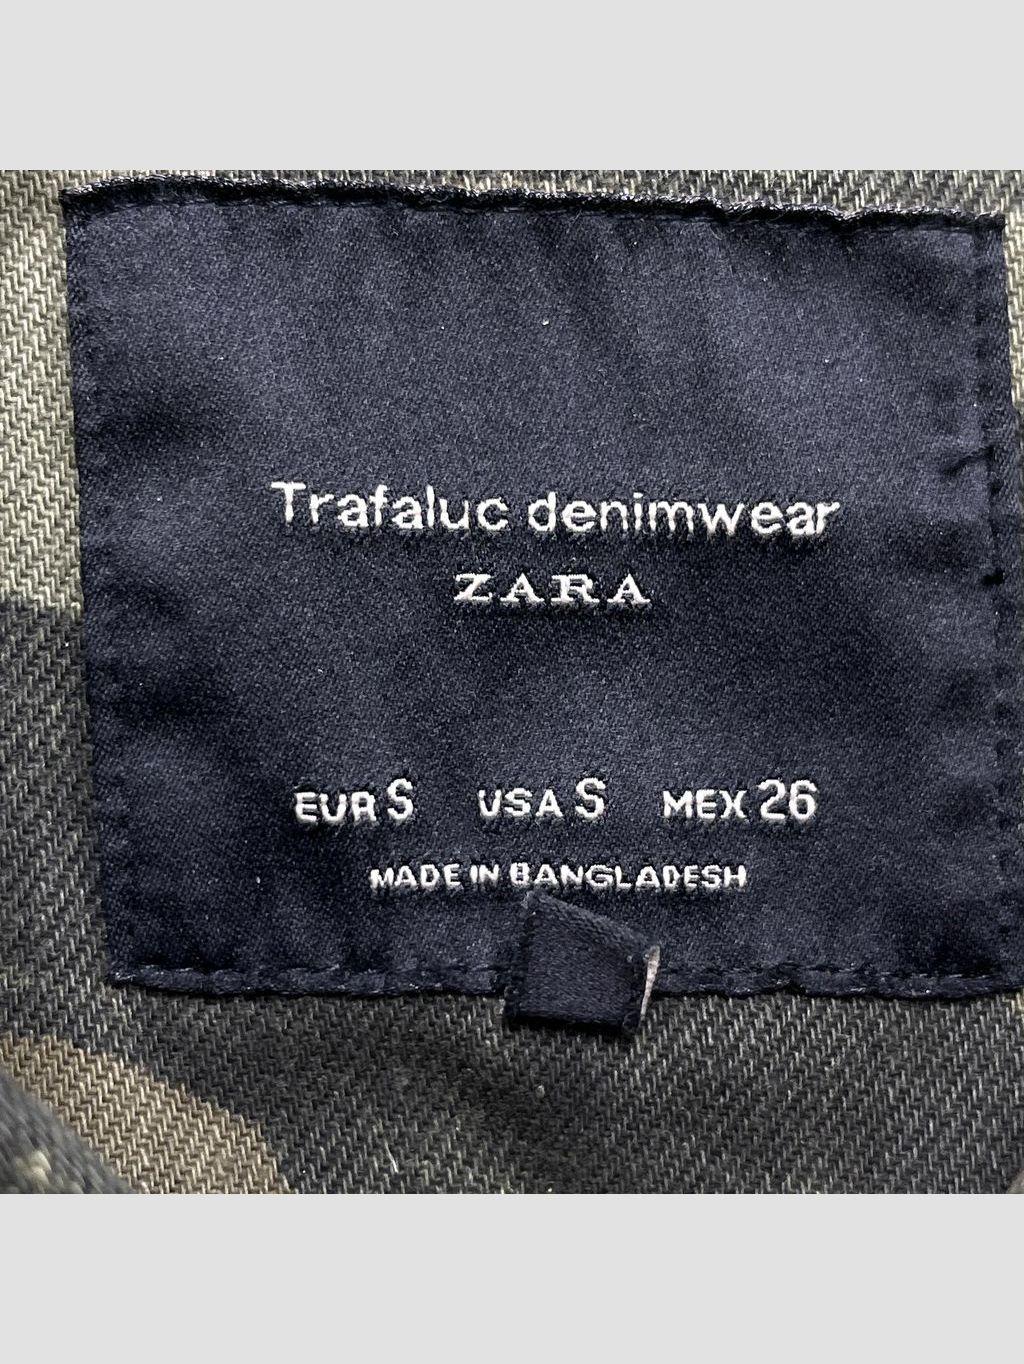 Trafaluc denimwear
ZARA
EUR S USA S MEX 26
MADE IN BANGLADESH